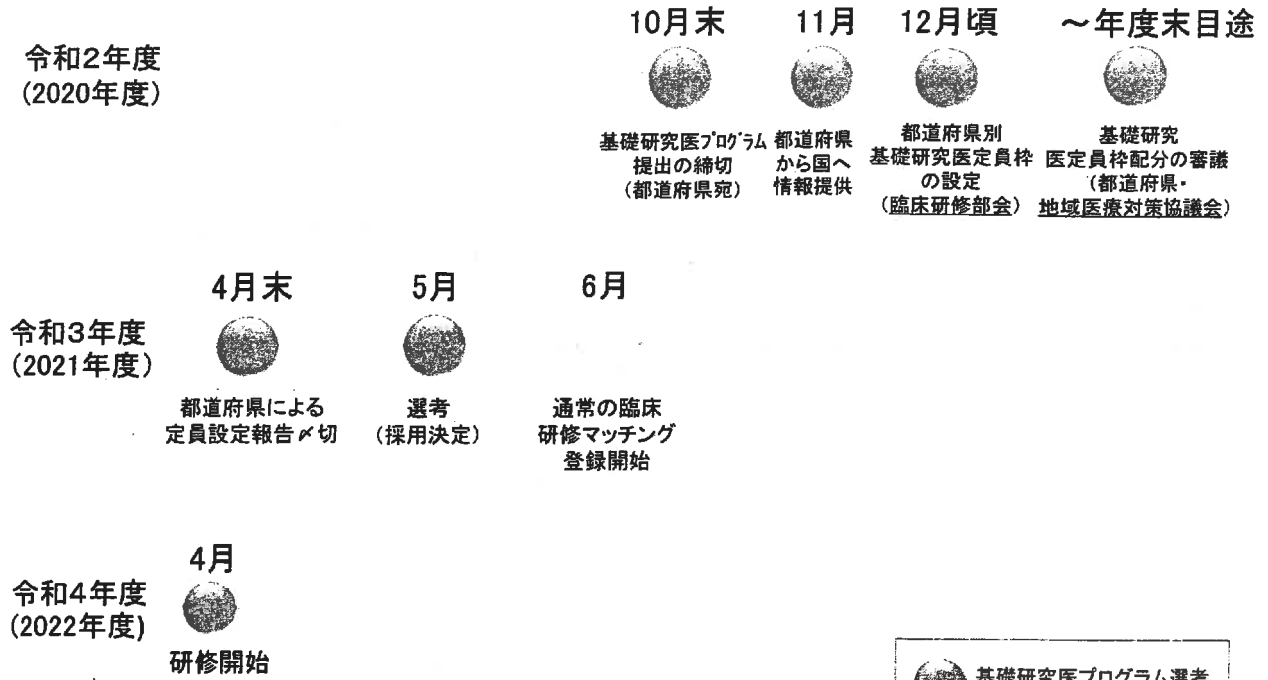 令和2年度
(2020年度)
10月末
11月
12月頃
～年度末目途
基礎研究医プログラム
提出の締切
(都道府県宛)
都道府県
から国へ
情報提供
都道府県別
基礎研究医定員枠
の設定
(臨床研修部会)
基礎研究
医定員枠配分の審議
(都道府県・
地域医療対策協議会)
令和3年度
(2021年度)
4月末
5月
6月
都道府県による
定員設定報告〆切
選考
(採用決定)
通常の臨床
研修マッチング
登録開始
令和4年度
(2022年度)
4月
研修開始
基礎研究医プログラム選考